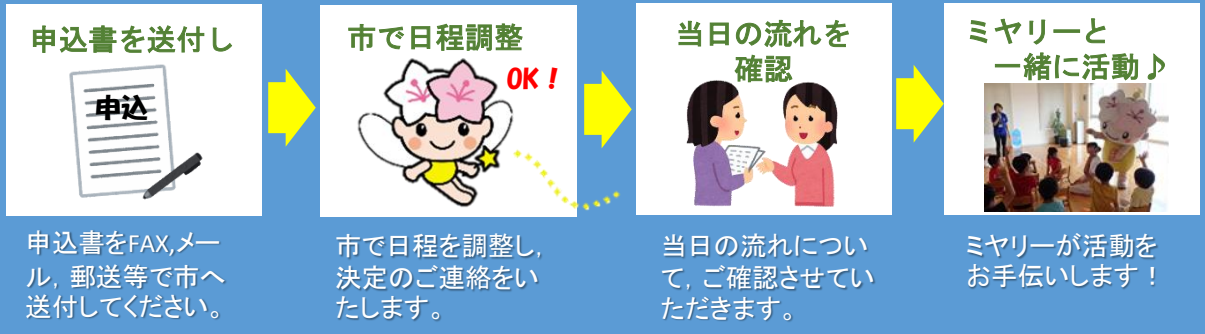 申込書を送付し
申込
申込書をFAX,メー
ル，郵送等で市へ
送付してください。
市で日程調整
OK！
市で日程を調整し，
決定のご連絡をい
たします。
当日の流れを
確認
当日の流れについ
て，ご確認させてい
ただきます。
ミヤリーと
一緒に活動♪
ミヤリーが活動を
お手伝いします！